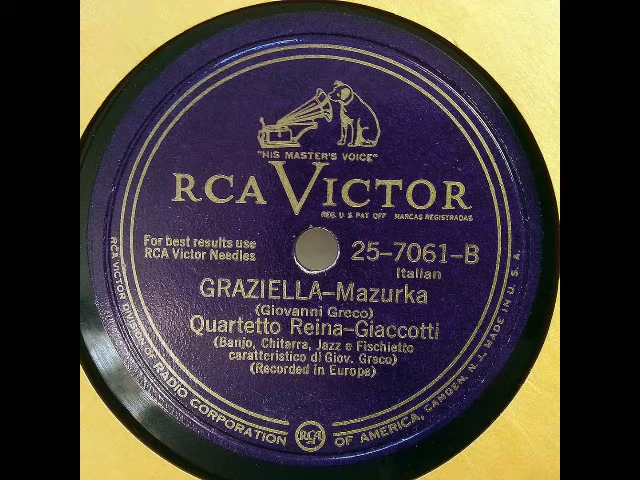 "HIS MASTER'S VOICE"
RCA VICTOR
REG. U.S. PAT. OFF. MARCAS REGISTRADAS
For best results use
RCA Victor Needles
25-7061-B
Italian
GRAZIELLA-Mazurka
(Giovanni Greco)
Quartetto Reina-Giaccotti
(Banjo, Chitarra, Jazz e Fischietto
caratteristico di Giov. Greco)
(Recorded in Europe)
RCA VICTOR DIVISION OF RADIO CORPORATION OF AMERICA, CAMDEN, N.J. MADE IN U.S.A.
RCA